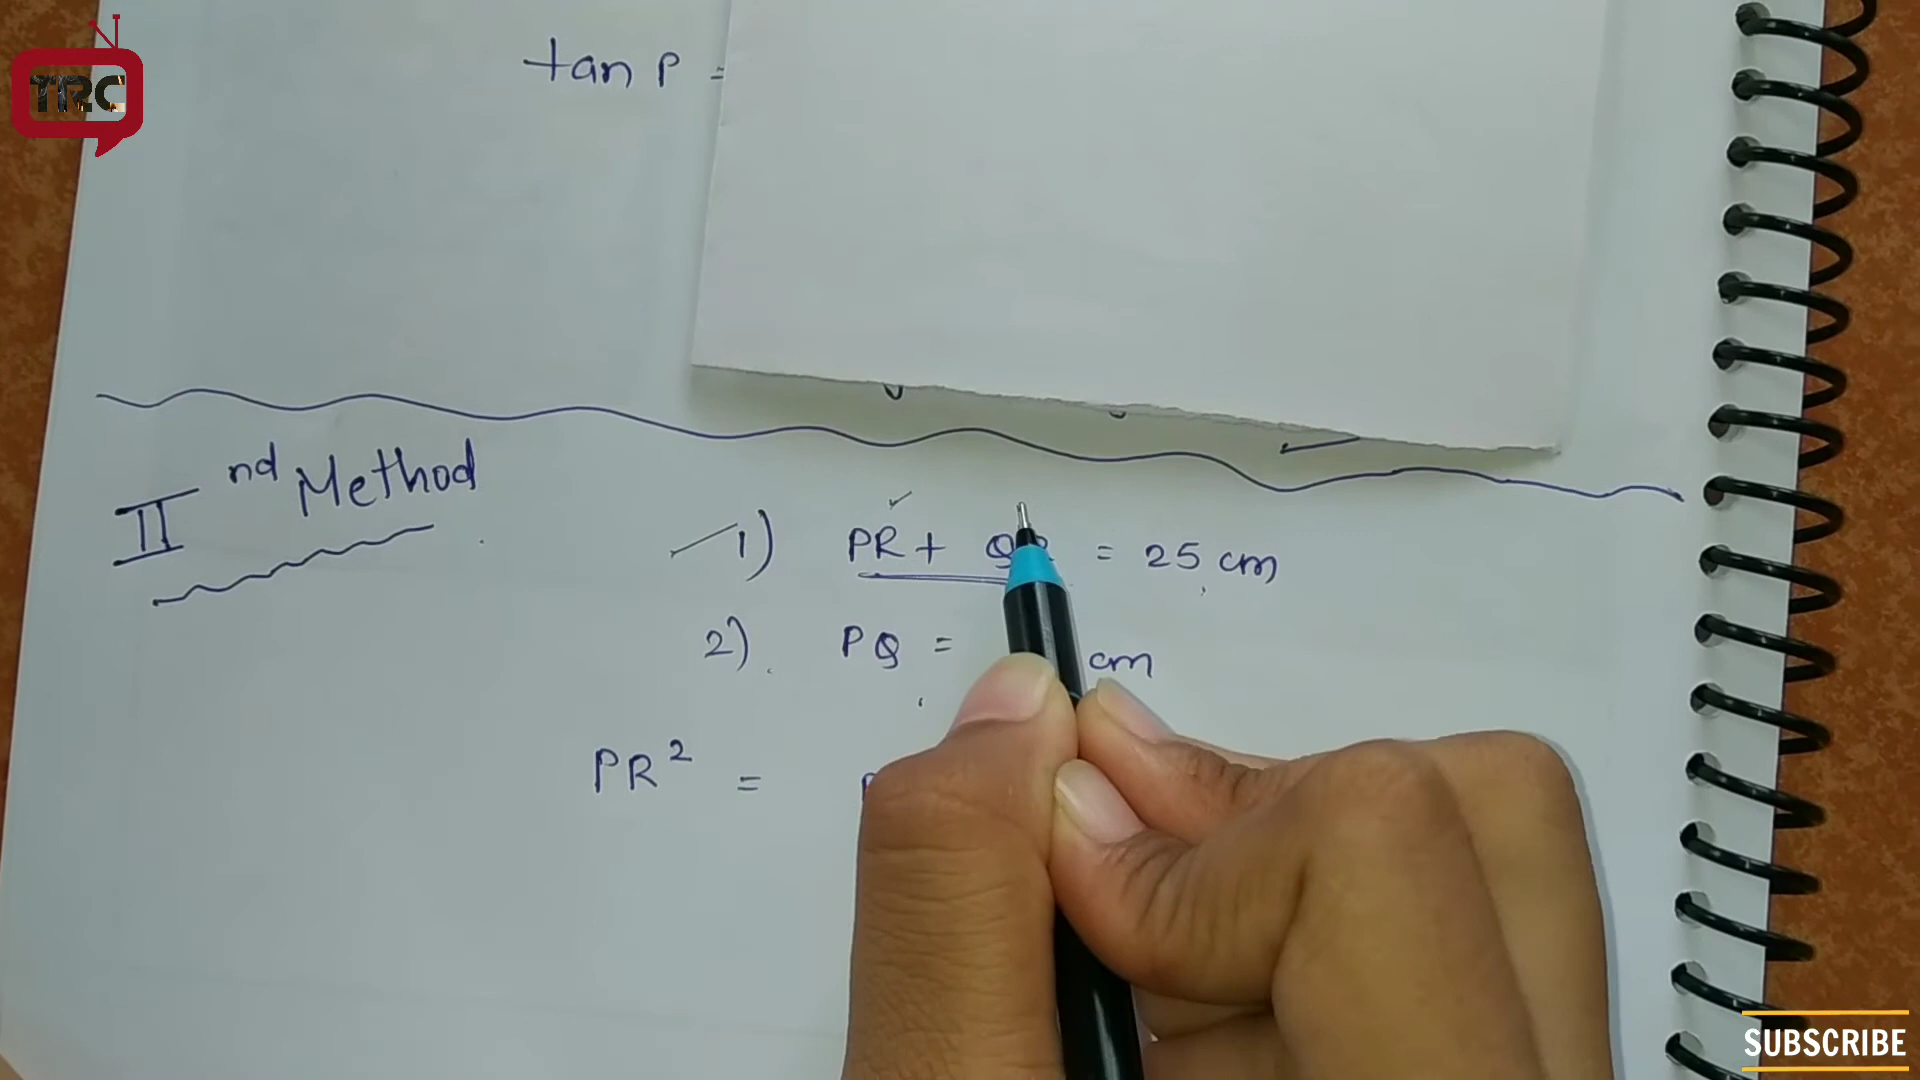 TRC
tan P =
II nd Method
1) PR + QR = 25 cm
2). PQ = cm
PR² =
SUBSCRIBE